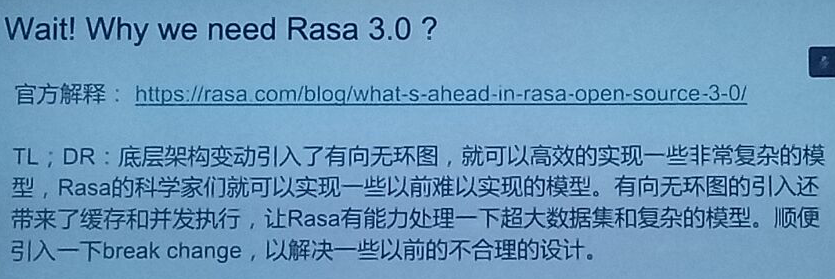 Wait! Why we need Rasa 3.0 ?
官方解释： https://rasa.com/blog/what-s-ahead-in-rasa-open-source-3-0/
TL；DR：底层架构变动引入了有向无环图，就可以高效的实现一些非常复杂的模
型，Rasa的科学家们就可以实现一些以前难以实现的模型。有向无环图的引入还
带来了缓存和并发执行，让Rasa有能力处理一下超大数据集和复杂的模型。顺便
引入一下break change，以解决一些以前的不合理的设计。